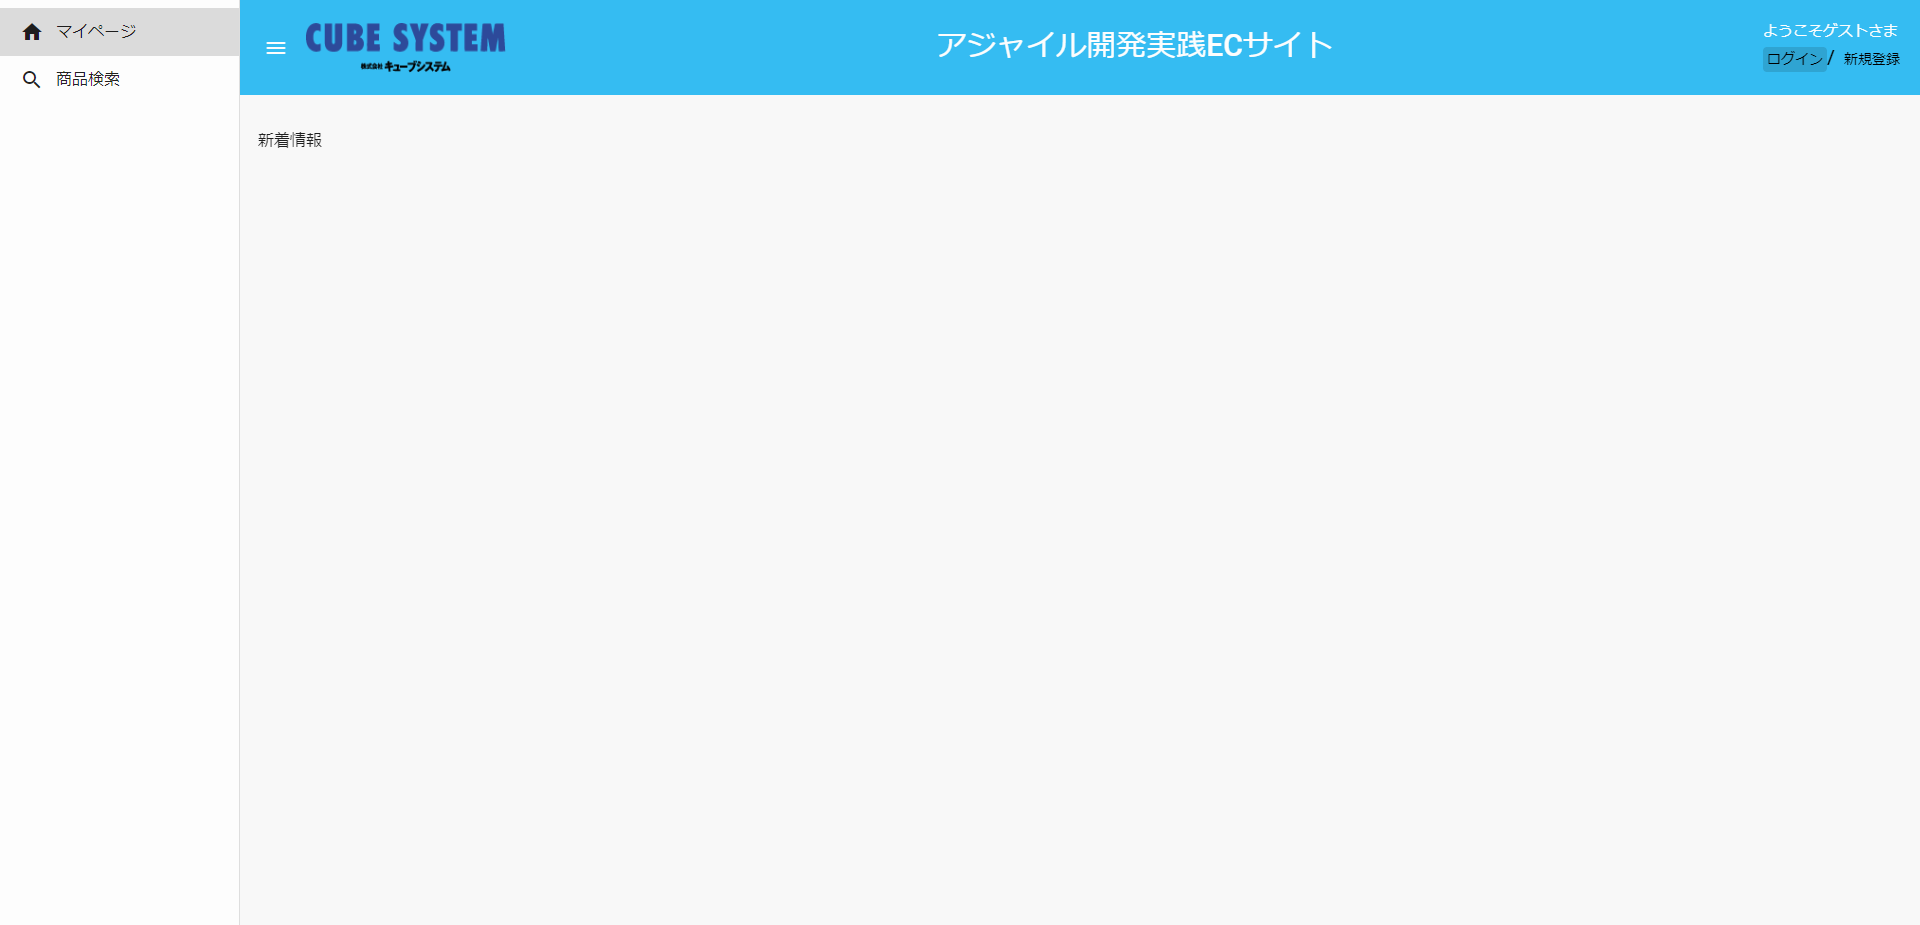 マイページ
商品検索
CUBE SYSTEM
株式会社 キューブシステム
アジャイル開発実践ECサイト
ようこそゲストさま
ログイン / 新規登録
新着情報